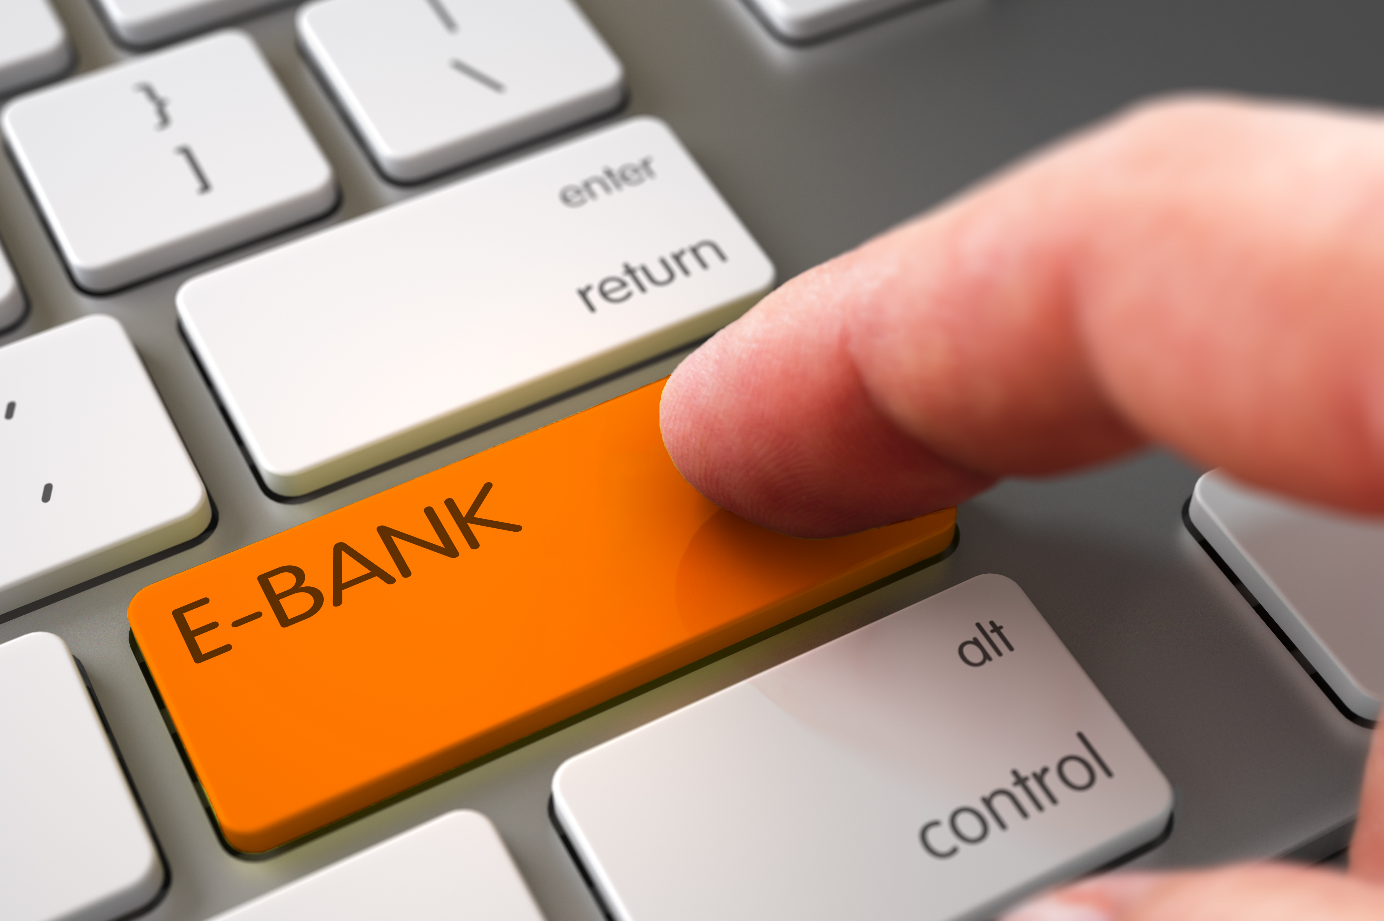 |
\
}
]
enter
return
E-BANK
alt
control